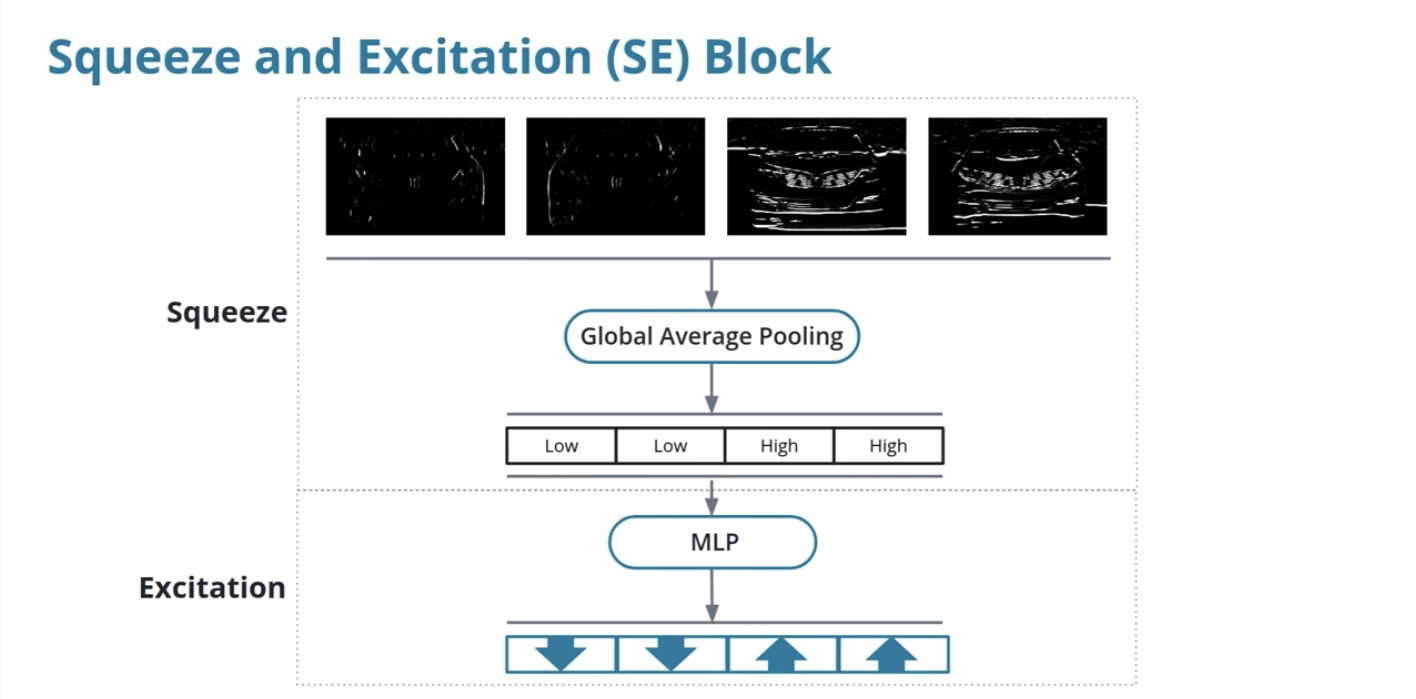 Squeeze and Excitation (SE) Block
Squeeze
Global Average Pooling
Low Low High High
MLP
Excitation